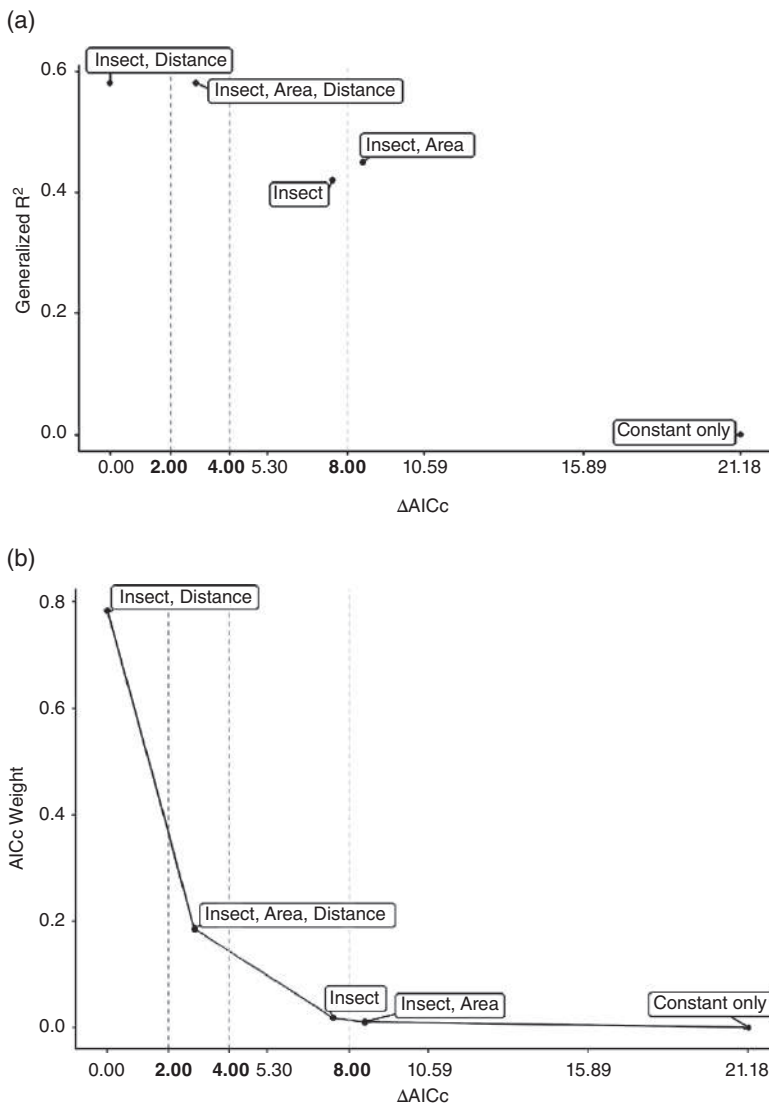 (a)
Insect, Distance
0.6
Insect, Area, Distance
Insect, Area
Insect
0.4
Generalized R²
0.2
Constant only
0.0
0.00 2.00 4.00 5.30 8.00 10.59 15.89 21.18
ΔAICc
(b)
Insect, Distance
0.8
0.6
AICc Weight
0.4
Insect, Area, Distance
0.2
Insect
Insect, Area
Constant only
0.0
0.00 2.00 4.00 5.30 8.00 10.59 15.89 21.18
ΔAICc